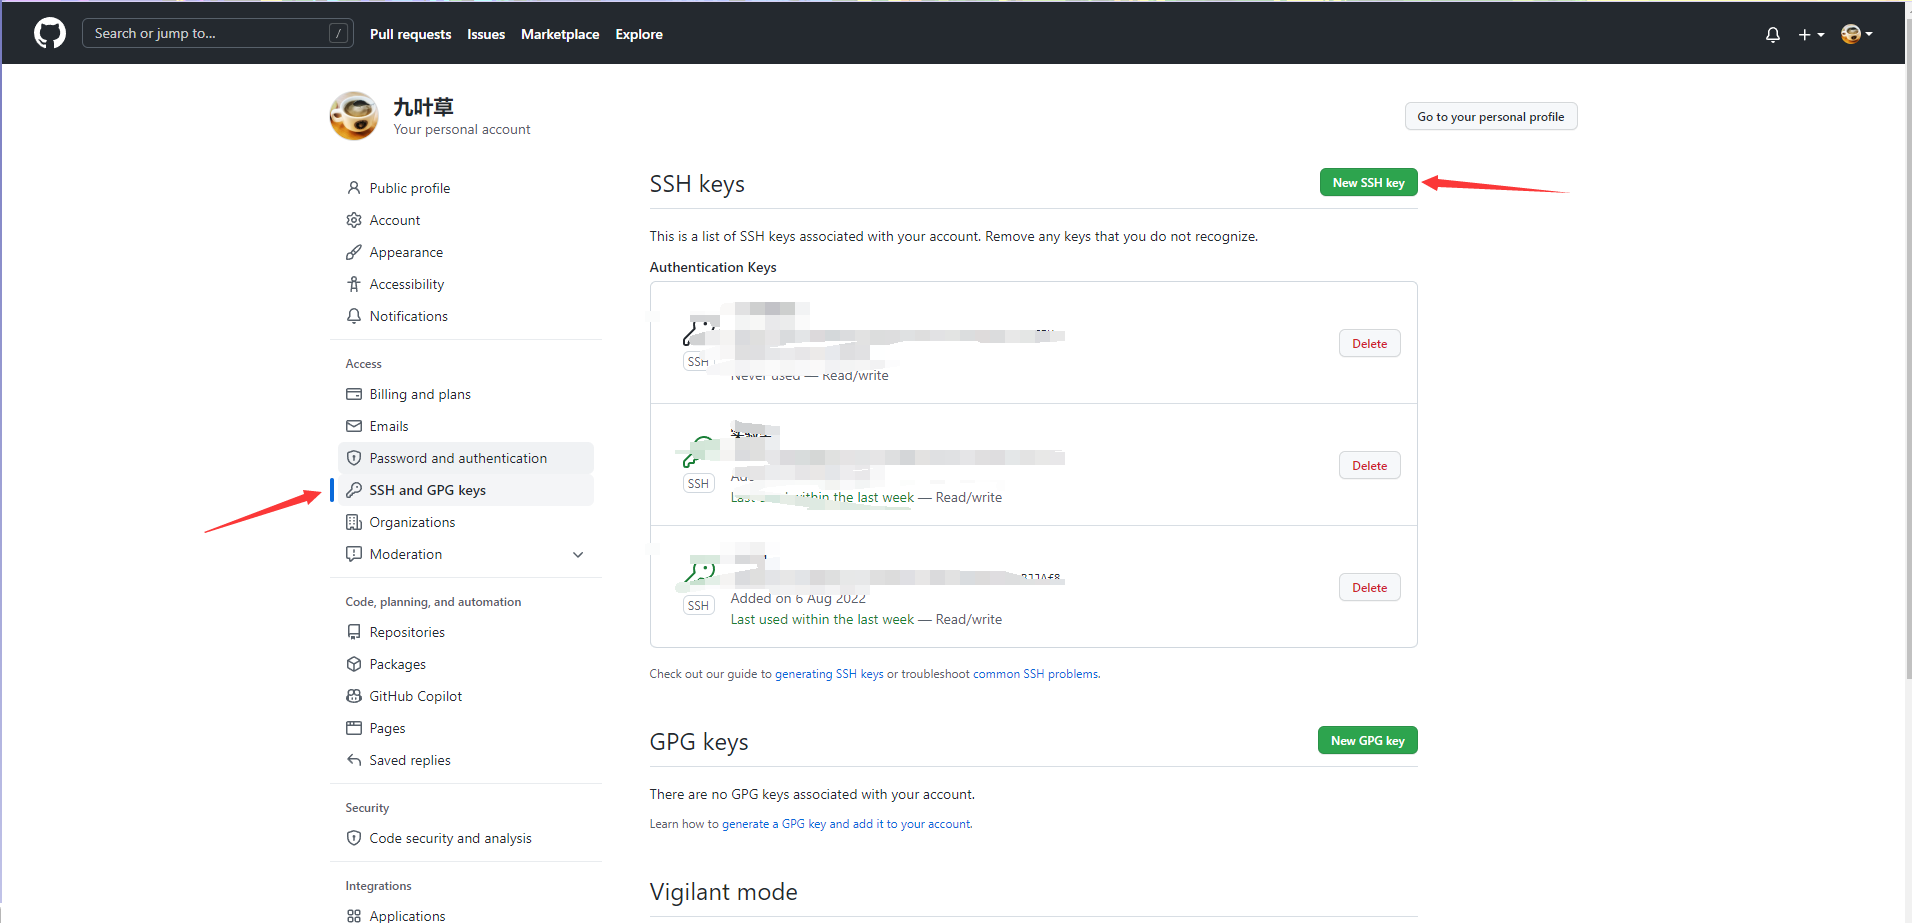 Search or jump to...
/
Pull requests
Issues
Marketplace
Explore
九叶草
Your personal account
Go to your personal profile
Public profile
Account
Appearance
Accessibility
Notifications
Access
Billing and plans
Emails
Password and authentication
SSH and GPG keys
Organizations
Moderation
Code, planning, and automation
Repositories
Packages
GitHub Copilot
Pages
Saved replies
Security
Code security and analysis
Integrations
Applications
SSH keys
New SSH key
This is a list of SSH keys associated with your account. Remove any keys that you do not recognize.
Authentication Keys
SSH
Never used — Read/write
Delete
SSH
Last used within the last week — Read/write
Delete
SSH
Added on 6 Aug 2022
Last used within the last week — Read/write
Delete
Check out our guide to generating SSH keys or troubleshoot common SSH problems.
GPG keys
New GPG key
There are no GPG keys associated with your account.
Learn how to generate a GPG key and add it to your account.
Vigilant mode